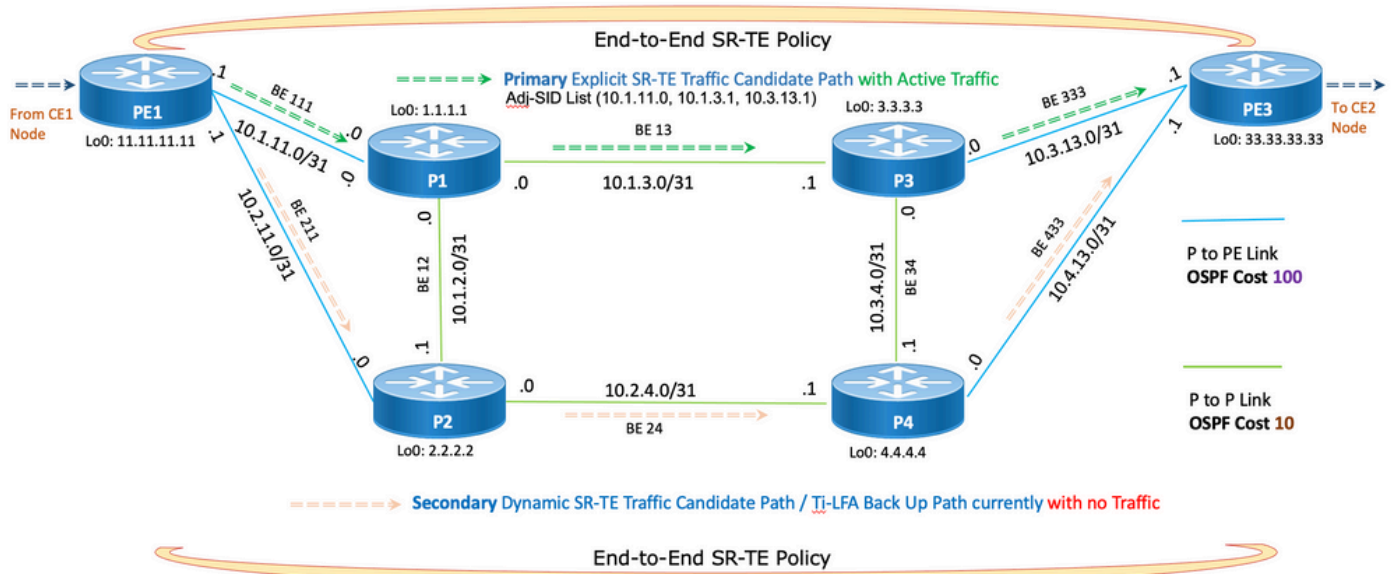 End-to-End SR-TE Policy
Primary Explicit SR-TE Traffic Candidate Path with Active Traffic
Adj-SID List (10.1.11.0, 10.1.3.1, 10.3.13.1)
From CE1
Node
PE1
Lo0: 11.11.11.11
.1
.1
BE 111
10.1.11.0/31
.0
.0
BE 211
10.2.11.0/31
.0
Lo0: 1.1.1.1
P1
.0
BE 13
10.1.3.0/31
.1
Lo0: 3.3.3.3
P3
.0
BE 333
10.3.13.0/31
.1
.1
PE3
Lo0: 33.33.33.33
To CE2
Node
.0
BE 12
10.1.2.0/31
.1
.0
10.3.4.0/31
BE 34
.1
BE 433
10.4.13.0/31
.0
P to PE Link
OSPF Cost 100
P2
Lo0: 2.2.2.2
.0
10.2.4.0/31
BE 24
.1
P4
Lo0: 4.4.4.4
P to P Link
OSPF Cost 10
Secondary Dynamic SR-TE Traffic Candidate Path / Ti-LFA Back Up Path currently with no Traffic
End-to-End SR-TE Policy